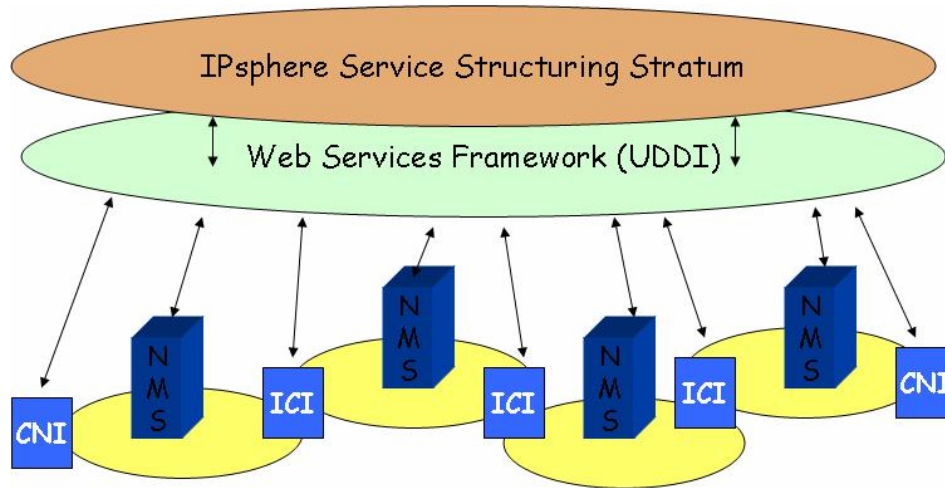 IPsphere Service Structuring Stratum
Web Services Framework (UDDI)
NMS
NMS
NMS
NMS
CNI
ICI
ICI
ICI
CNI